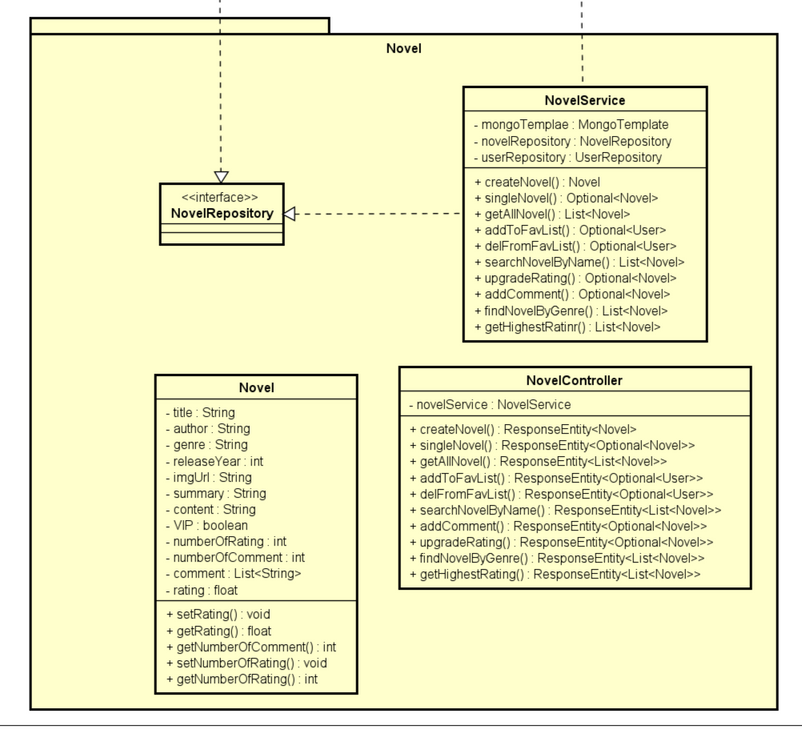 Novel
NovelService
- mongoTemplae : MongoTemplate
- novelRepository : NovelRepository
- userRepository : UserRepository
+ createNovel() : Novel
+ singleNovel() : Optional<Novel>
+ getAllNovel() : List<Novel>
+ addToFavList() : Optional<User>
+ delFromFavList() : Optional<User>
+ searchNovelByName() : List<Novel>
+ upgradeRating() : Optional<Novel>
+ addComment() : Optional<Novel>
+ findNovelByGenre() : List<Novel>
+ getHighestRatinr() : List<Novel>
<<interface>>
NovelRepository
Novel
- title : String
- author : String
- genre : String
- releaseYear : int
- imgUrl : String
- summary : String
- content : String
- VIP : boolean
- numberOfRating : int
- numberOfComment : int
- comment : List<String>
- rating : float
+ setRating() : void
+ getRating() : float
+ getNumberOfComment() : int
+ setNumberOfRating() : void
+ getNumberOfRating() : int
NovelController
- novelService : NovelService
+ createNovel() : ResponseEntity<Novel>
+ singleNovel() : ResponseEntity<Optional<Novel>>
+ getAllNovel() : ResponseEntity<List<Novel>>
+ addToFavList() : ResponseEntity<Optional<User>>
+ delFromFavList() : ResponseEntity<Optional<User>>
+ searchNovelByName() : ResponseEntity<List<Novel>>
+ addComment() : ResponseEntity<Optional<Novel>>
+ upgradeRating() : ResponseEntity<Optional<Novel>>
+ findNovelByGenre() : ResponseEntity<List<Novel>>
+ getHighestRating() : ResponseEntity<List<Novel>>